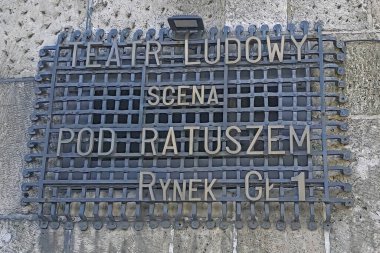 TEATR LUDOWY
SCENA
POD RATUSZEM
RYNEK GŁ 1